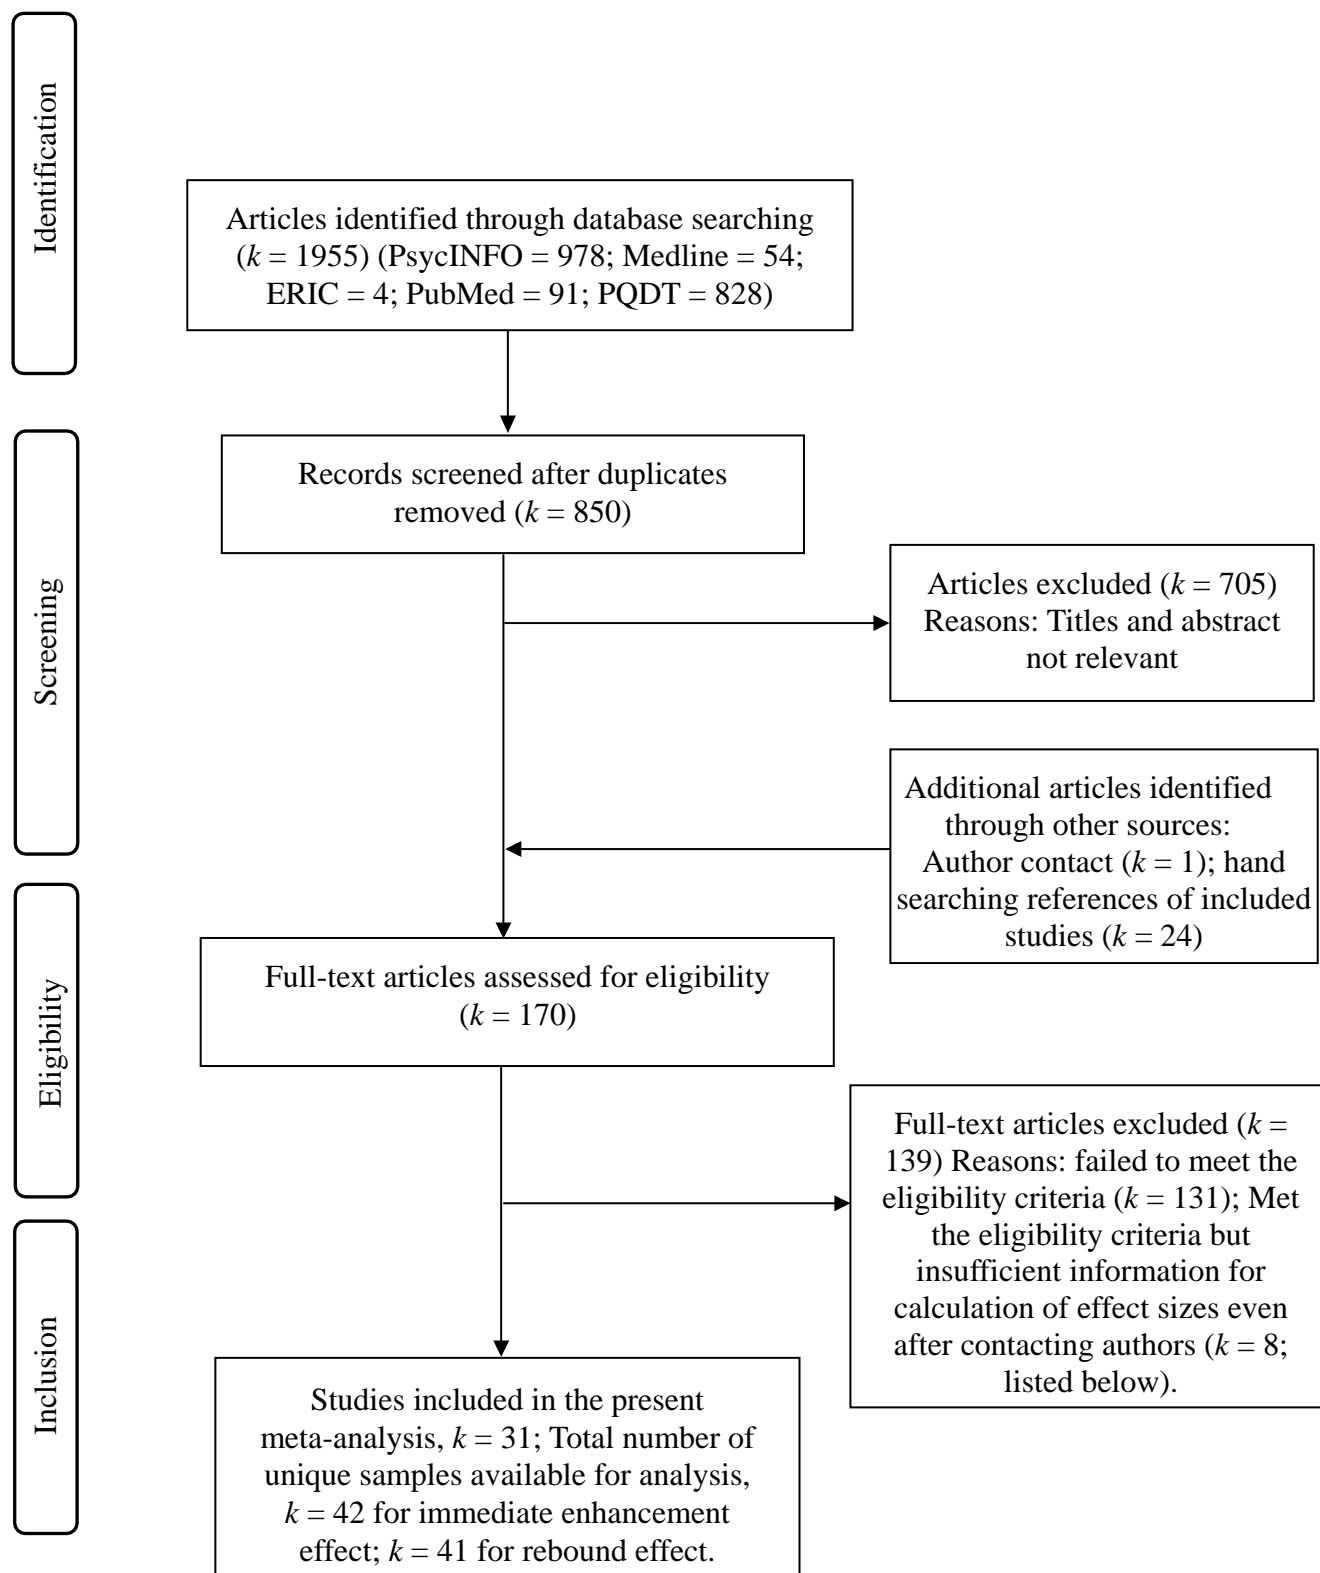 Identification
Articles identified through database searching
(k = 1955) (PsycINFO = 978; Medline = 54;
ERIC = 4; PubMed = 91; PQDT = 828)
Screening
Records screened after duplicates
removed (k = 850)
Articles excluded (k = 705)
Reasons: Titles and abstract
not relevant
Additional articles identified
through other sources:
Author contact (k = 1); hand
searching references of included
studies (k = 24)
Eligibility
Full-text articles assessed for eligibility
(k = 170)
Full-text articles excluded (k =
139) Reasons: failed to meet the
eligibility criteria (k = 131); Met
the eligibility criteria but
insufficient information for
calculation of effect sizes even
after contacting authors (k = 8;
listed below).
Inclusion
Studies included in the present
meta-analysis, k = 31; Total number of
unique samples available for analysis,
k = 42 for immediate enhancement
effect; k = 41 for rebound effect.